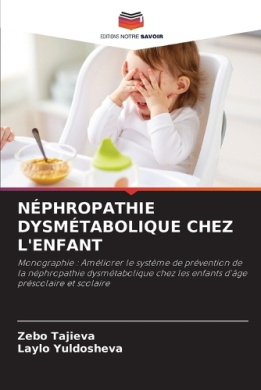 EDITIONS NOTRE SAVOIR
NÉPHROPATHIE
DYSMÉTABOLIQUE CHEZ
L'ENFANT
Monographie : Améliorer le système de prévention de
la néphropathie dysmétabolique chez les enfants d'âge
préscolaire et scolaire
Zebo Tajieva
Laylo Yuldosheva